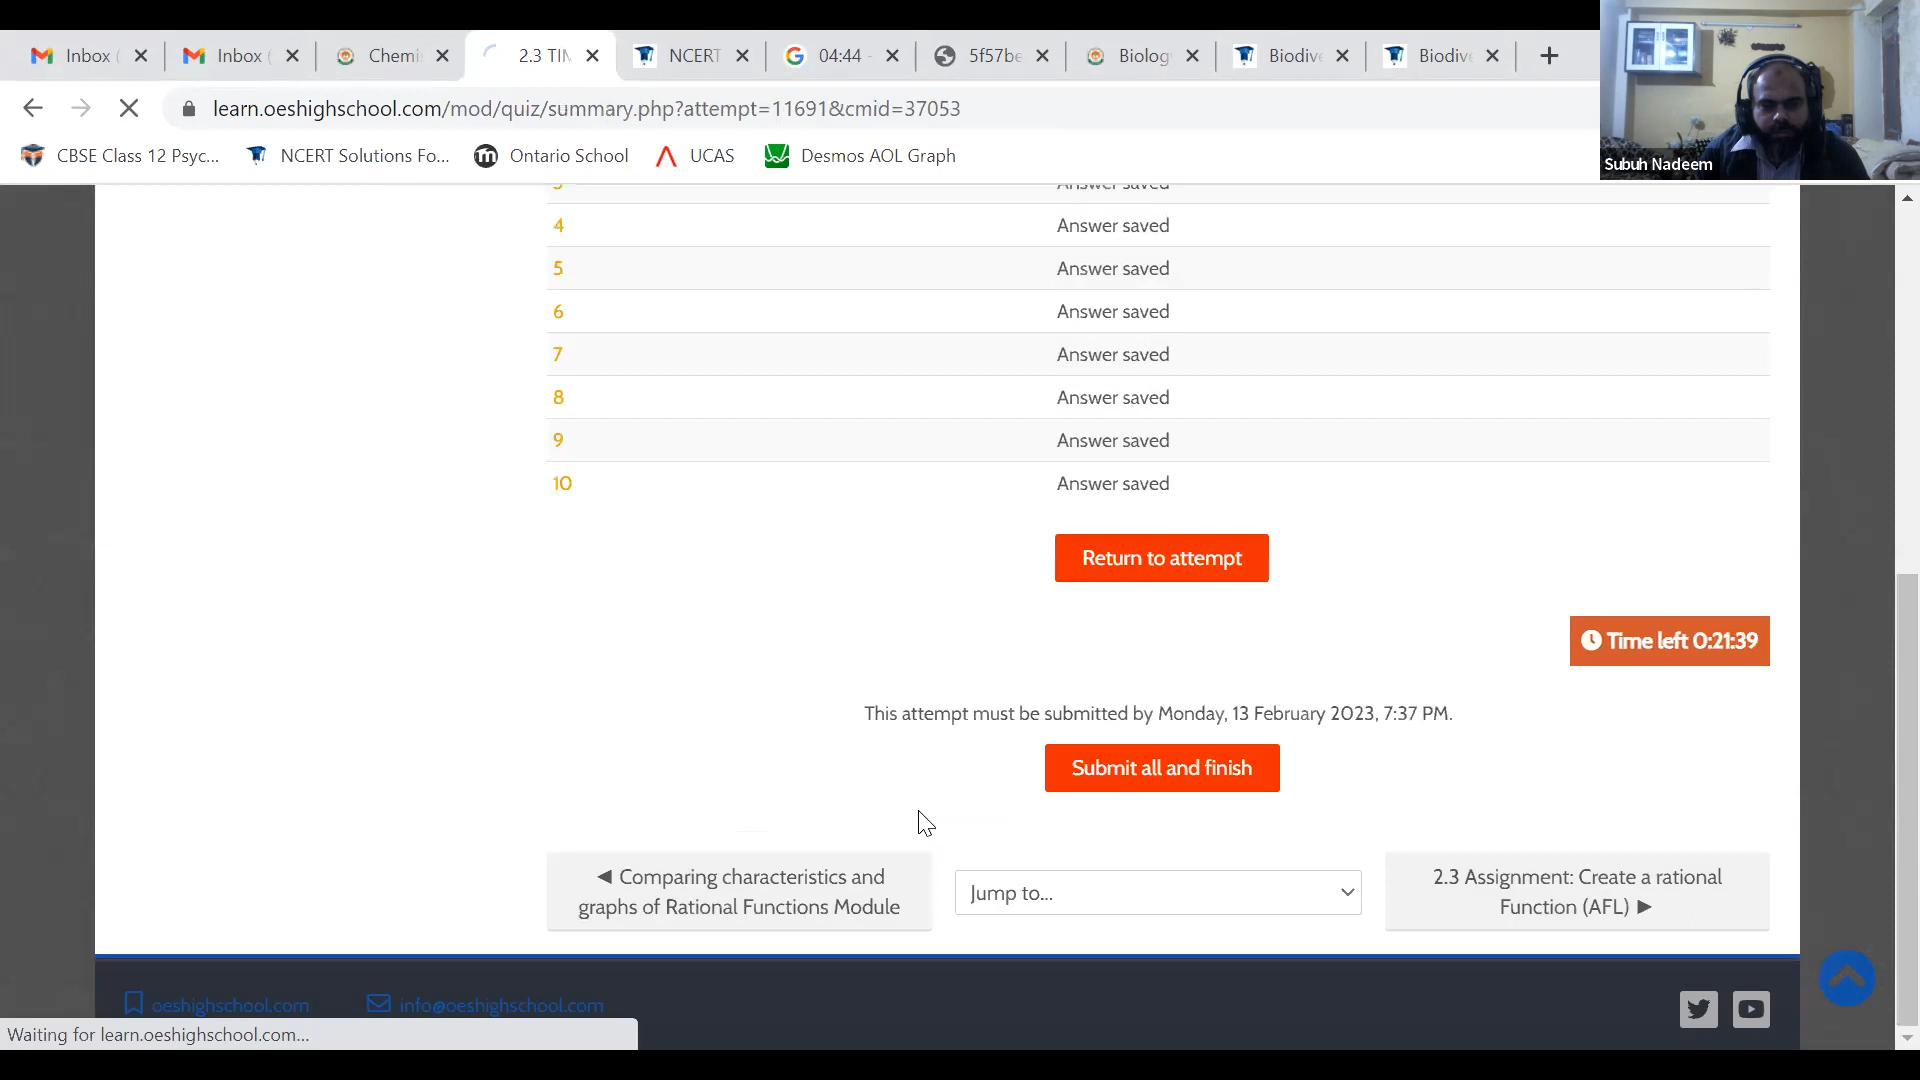 Inbox (
Inbox (
Chemi
2.3 TIM
NCERT
04:44 -
5f57be
Biolog
Biodive
Biodive
learn.oeshighschool.com/mod/quiz/summary.php?attempt=11691&cmid=37053
CBSE Class 12 Psyc...
NCERT Solutions Fo...
Ontario School
UCAS
Desmos AOL Graph
Subuh Nadeem
Answer saved
4 Answer saved
5 Answer saved
6 Answer saved
7 Answer saved
8 Answer saved
9 Answer saved
10 Answer saved
Return to attempt
Time left 0:21:39
This attempt must be submitted by Monday, 13 February 2023, 7:37 PM.
Submit all and finish
◄ Comparing characteristics and
graphs of Rational Functions Module
Jump to...
2.3 Assignment: Create a rational
Function (AFL) ►
oeshighschool.com
info@oeshighschool.com
Waiting for learn.oeshighschool.com...